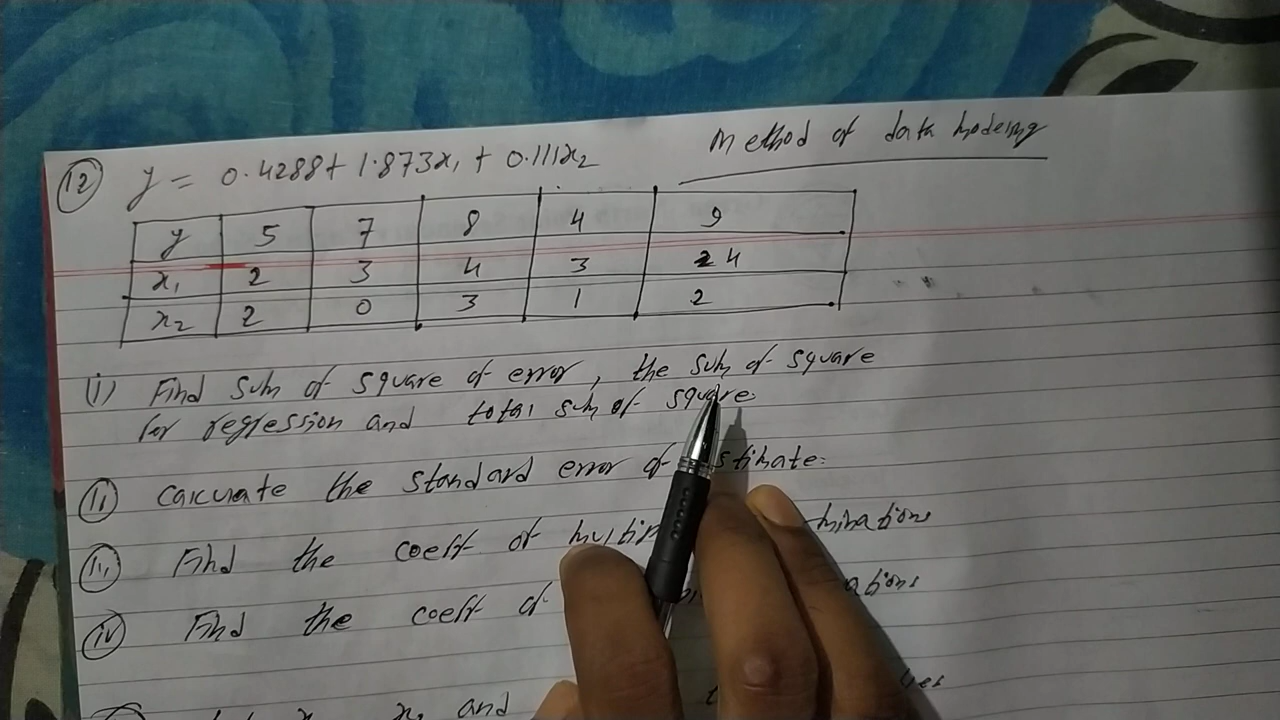 Method of data modeling
12 y = 0.4288 + 1.873x₁ + 0.111x₂
y 5 7 8 4 9
x₁ 2 3 4 3 4
x₂ 2 0 3 1 2
(i) Find sum of square of error, the sum of square
for regression and total sum of square.
(ii) calculate the standard error of estimate.
Find the coeff of
(iv) Find the coeff of
x₂ and